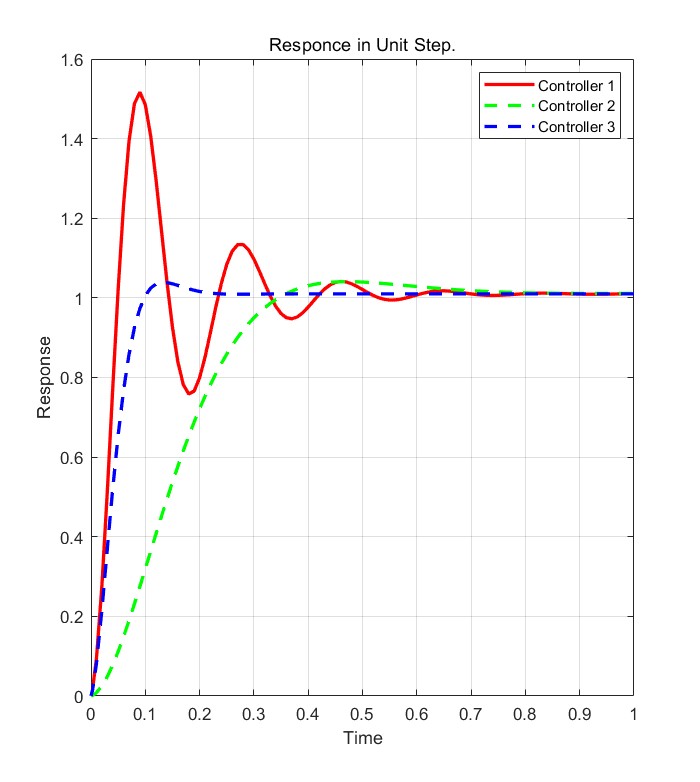 Responce in Unit Step.
Controller 1
Controller 2
Controller 3
1.6
1.4
1.2
1
0.8
0.6
0.4
0.2
0
Response
0 0.1 0.2 0.3 0.4 0.5 0.6 0.7 0.8 0.9 1
Time